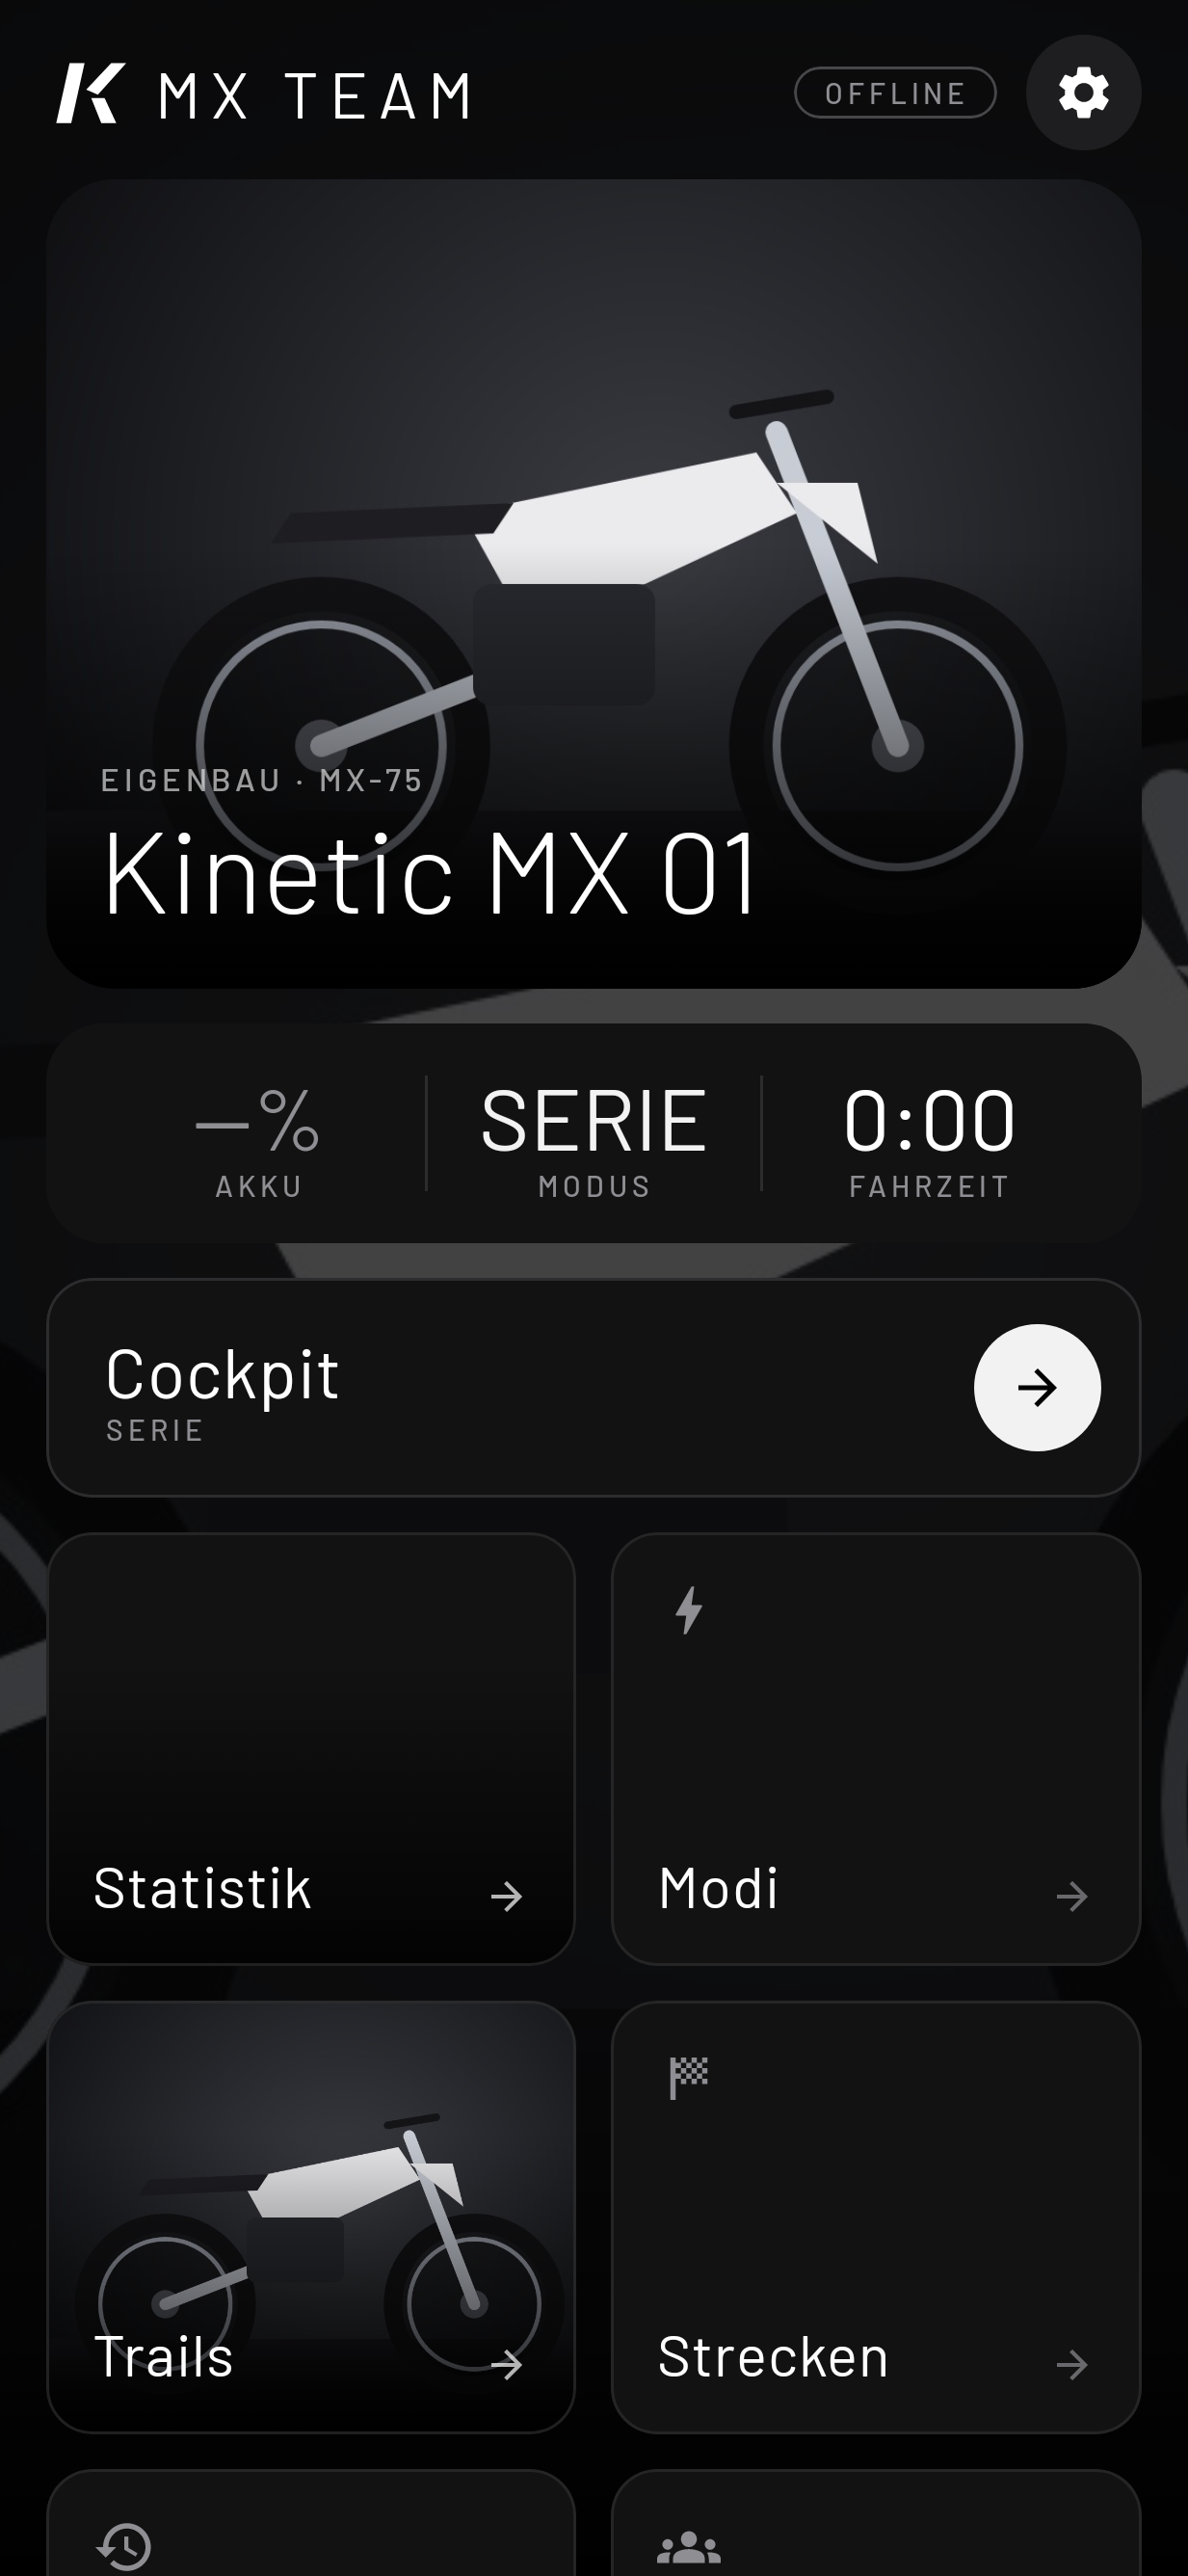 K MX TEAM
OFFLINE
EIGENBAU · MX-75
Kinetic MX 01
—% SERIE 0:00
AKKU MODUS FAHRZEIT
Cockpit
SERIE
Statistik
Modi
Trails
Strecken